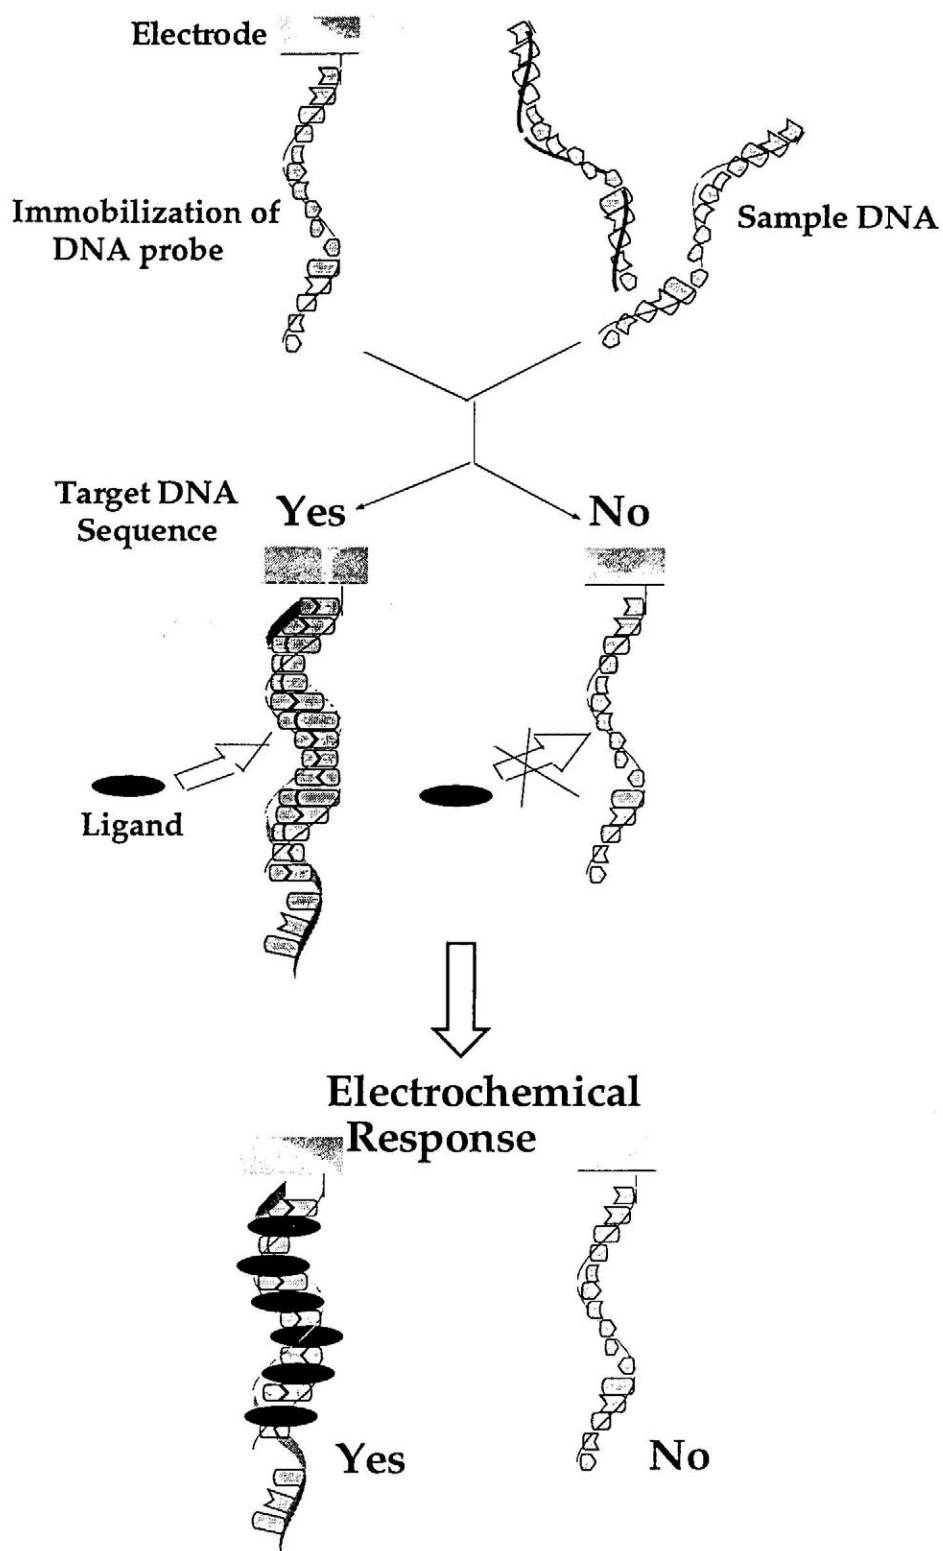 Electrode
Immobilization of
DNA probe
Sample DNA
Target DNA
Sequence
Yes
No
Ligand
Electrochemical
Response
Yes
No